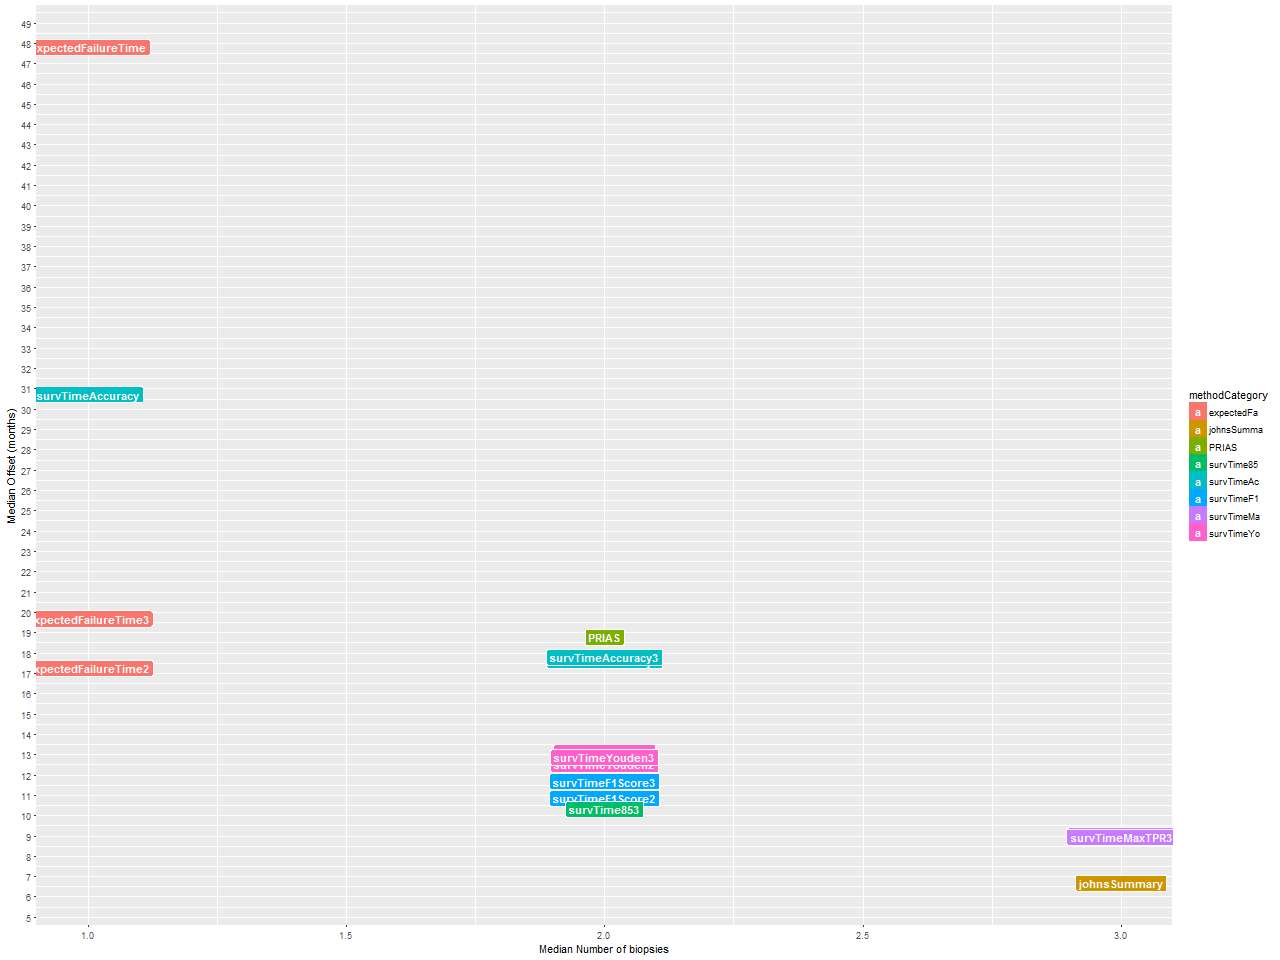 49
48
47
46
45
44
43
42
41
40
39
38
37
36
35
34
33
32
31
30
29
28
27
26
25
24
23
22
21
20
19
18
17
16
15
14
13
12
11
10
9
8
7
6
5
Median Offset (months)
xpectedFailureTime
survTimeAccuracy
xpectedFailureTime3
PRIAS
survTimeAccuracy3
xpectedFailureTime2
survTimeYouden3
survTimeYouden2
survTimeF1Score3
survTimeF1Score2
survTime853
survTimeMaxTPR3
johnsSummary
1.0 1.5 2.0 2.5 3.0
Median Number of biopsies
methodCategory
a expectedFa
a johnsSumma
a PRIAS
a survTime85
a survTimeAc
a survTimeF1
a survTimeMa
a survTimeYo